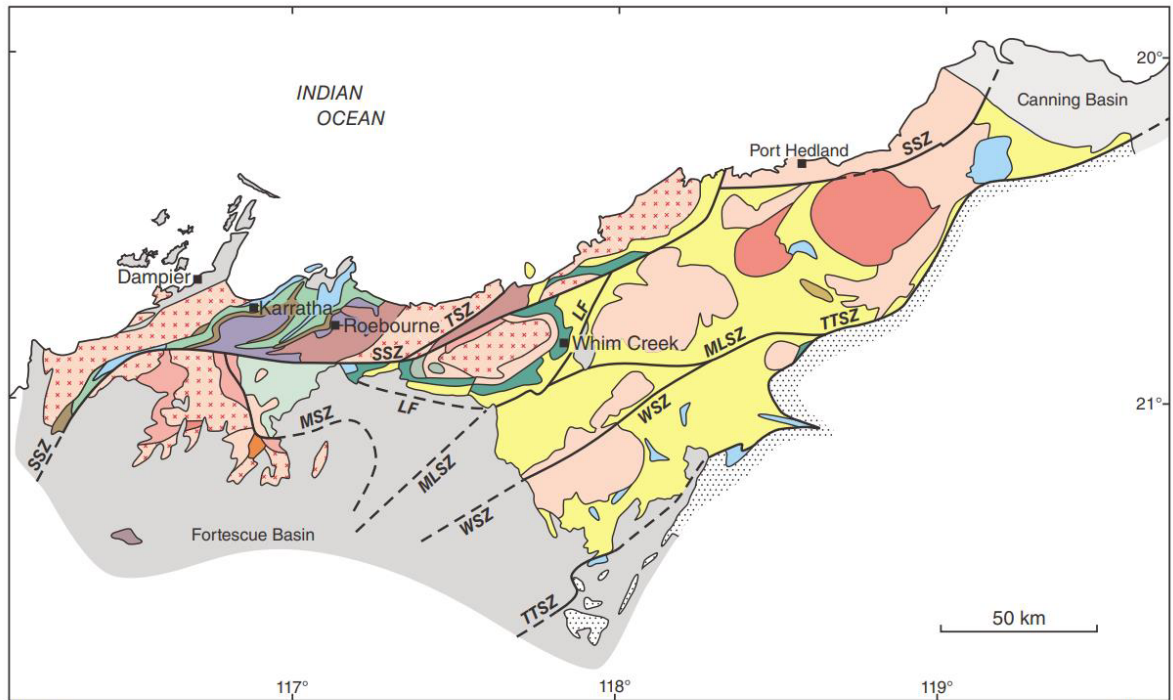 20°
INDIAN
OCEAN
Canning Basin
Port Hedland
SSZ
Dampier
Karratha
Roebourne
TSZ
SSZ
LF
Whim Creek
MLSZ
TTSZ
LF
MSZ
WSZ
21°
SSZ
MLSZ
WSZ
Fortescue Basin
TTSZ
50 km
117°
118°
119°